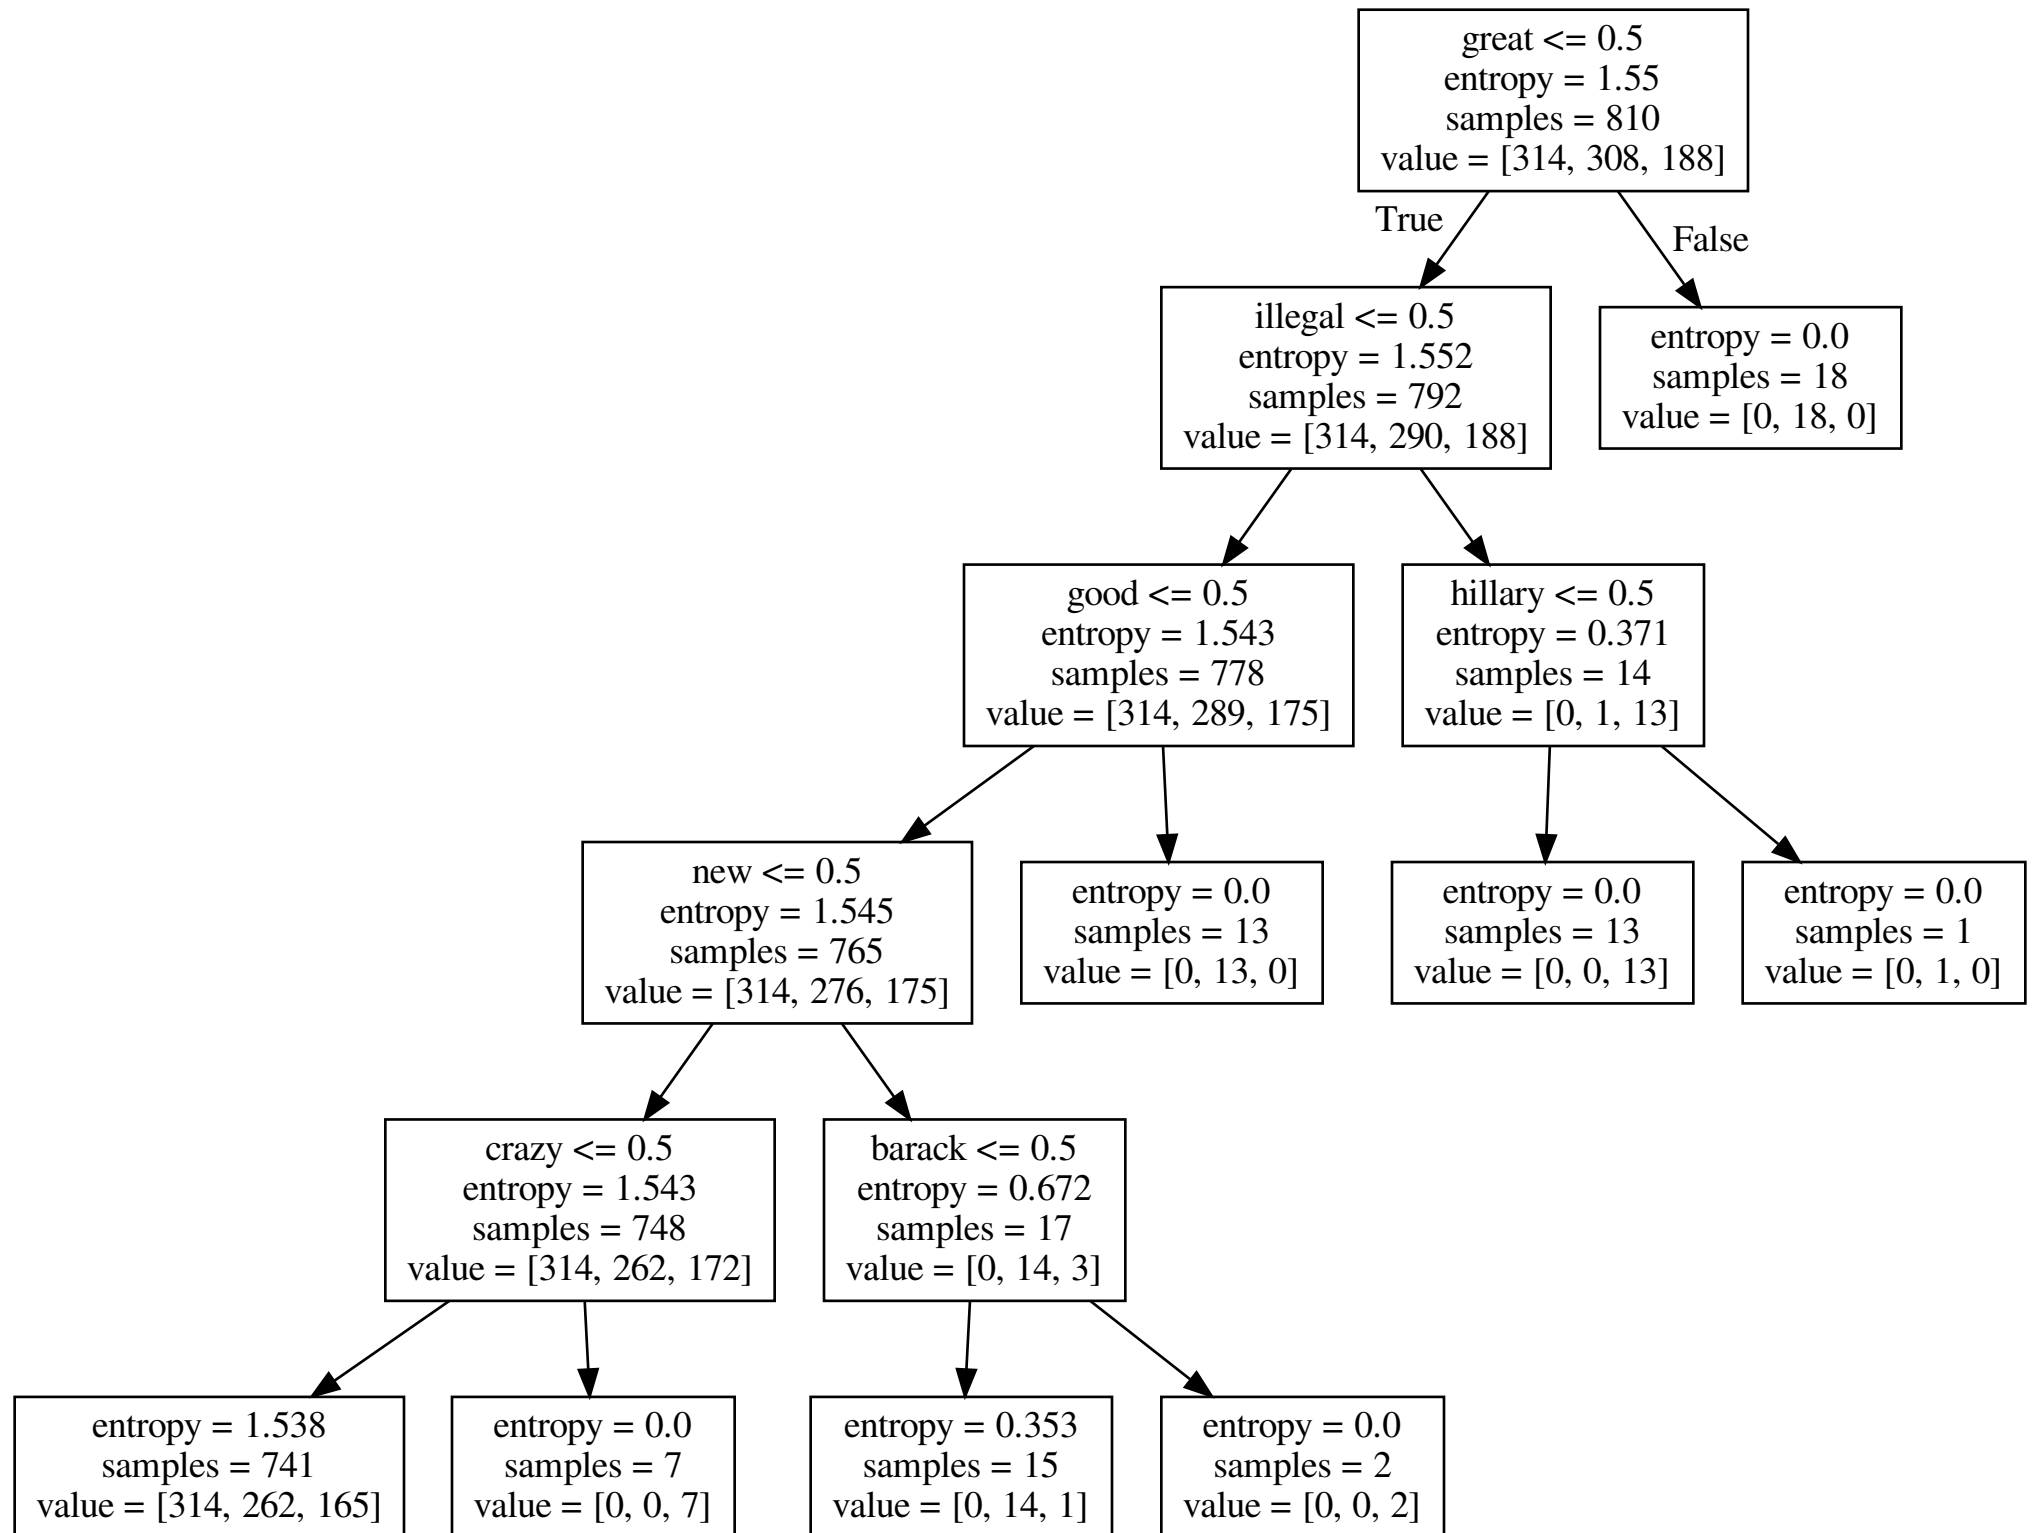 great <= 0.5
entropy = 1.55
samples = 810
value = [314, 308, 188]
True
False
illegal <= 0.5
entropy = 1.552
samples = 792
value = [314, 290, 188]
entropy = 0.0
samples = 18
value = [0, 18, 0]
good <= 0.5
entropy = 1.543
samples = 778
value = [314, 289, 175]
hillary <= 0.5
entropy = 0.371
samples = 14
value = [0, 1, 13]
new <= 0.5
entropy = 1.545
samples = 765
value = [314, 276, 175]
entropy = 0.0
samples = 13
value = [0, 13, 0]
entropy = 0.0
samples = 13
value = [0, 0, 13]
entropy = 0.0
samples = 1
value = [0, 1, 0]
crazy <= 0.5
entropy = 1.543
samples = 748
value = [314, 262, 172]
barack <= 0.5
entropy = 0.672
samples = 17
value = [0, 14, 3]
entropy = 1.538
samples = 741
value = [314, 262, 165]
entropy = 0.0
samples = 7
value = [0, 0, 7]
entropy = 0.353
samples = 15
value = [0, 14, 1]
entropy = 0.0
samples = 2
value = [0, 0, 2]